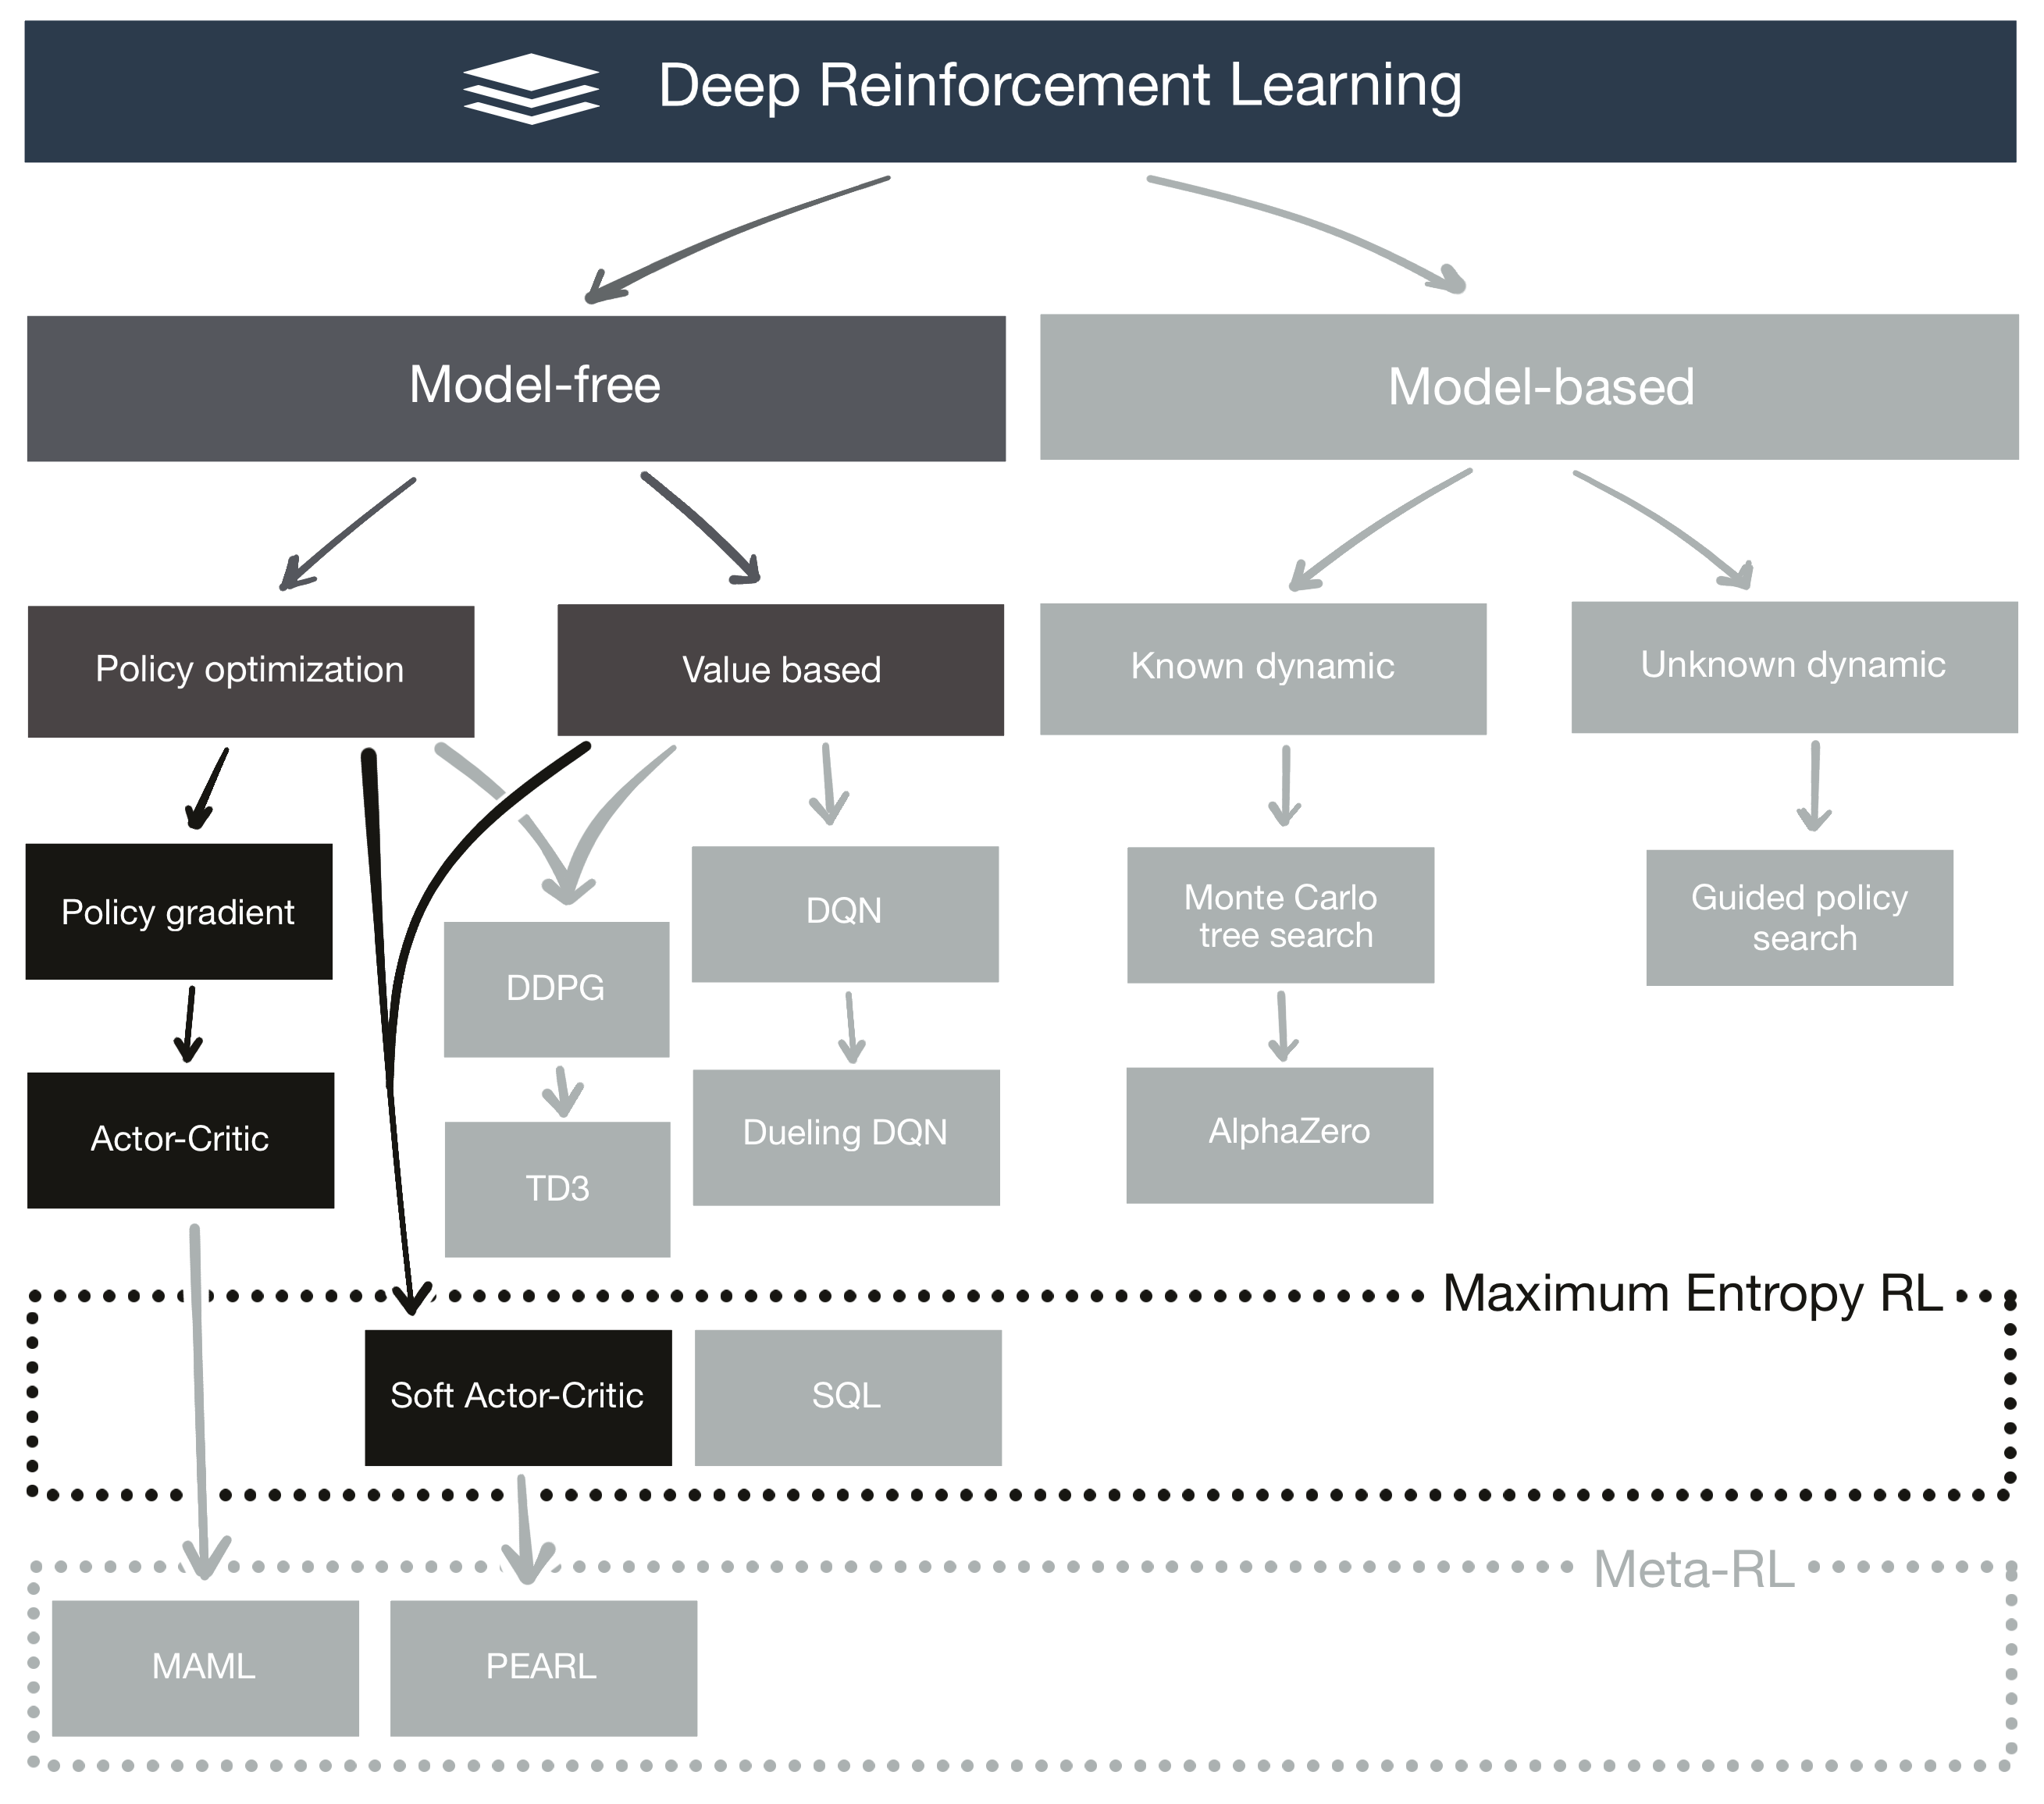 Deep Reinforcement Learning
Model-free
Model-based
Policy optimization
Value based
Known dynamic
Unknown dynamic
Policy gradient
DQN
Monte Carlo
tree search
Guided policy
search
DDPG
Actor-Critic
Dueling DQN
AlphaZero
TD3
Maximum Entropy RL
Soft Actor-Critic
SQL
Meta-RL
MAML
PEARL